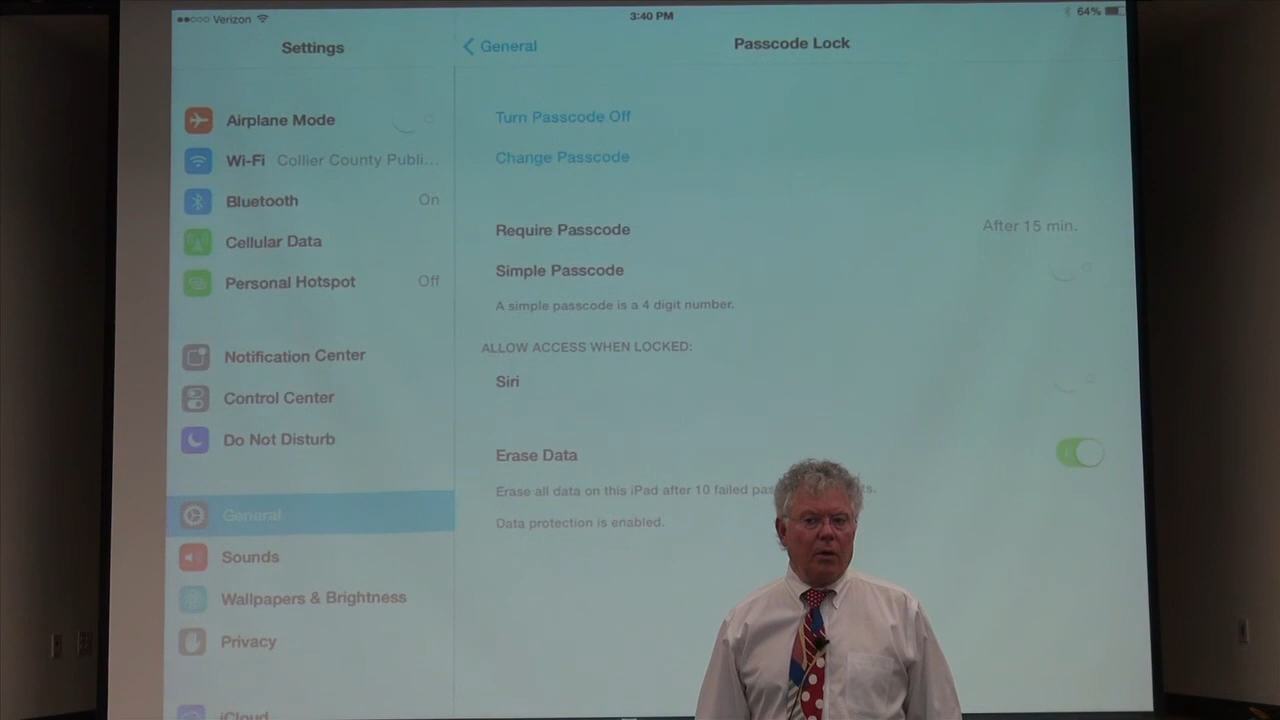 Verizon
3:40 PM
64%
Settings
General
Passcode Lock
Airplane Mode
Wi-Fi Collier County Publi...
Bluetooth On
Cellular Data
Personal Hotspot Off
Notification Center
Control Center
Do Not Disturb
General
Sounds
Wallpapers & Brightness
Privacy
iCloud
Turn Passcode Off
Change Passcode
Require Passcode After 15 min.
Simple Passcode
A simple passcode is a 4 digit number.
ALLOW ACCESS WHEN LOCKED:
Siri
Erase Data
Erase all data on this iPad after 10 failed
Data protection is enabled.